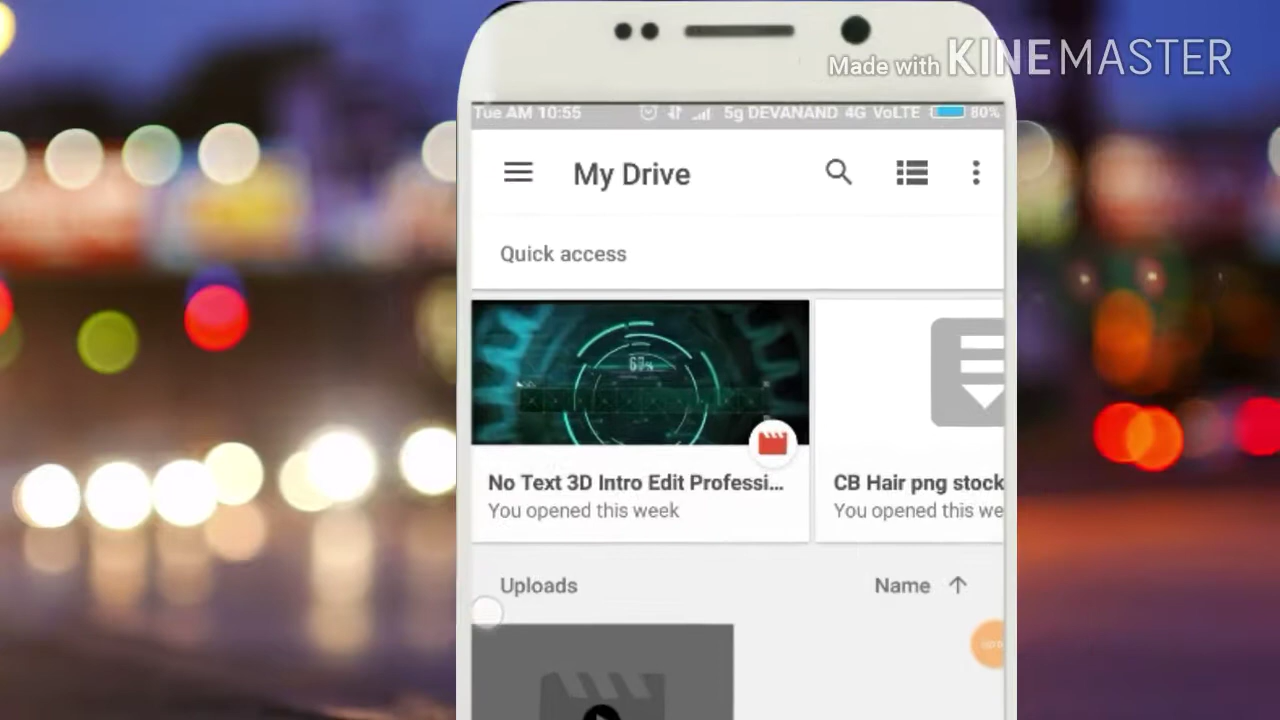 Made with KINEMASTER
Tue AM 10:55 5g DEVANAND 4G VoLTE 80%
My Drive
Quick access
67%
No Text 3D Intro Edit Professi...
You opened this week
CB Hair png stock
You opened this we
Uploads
Name